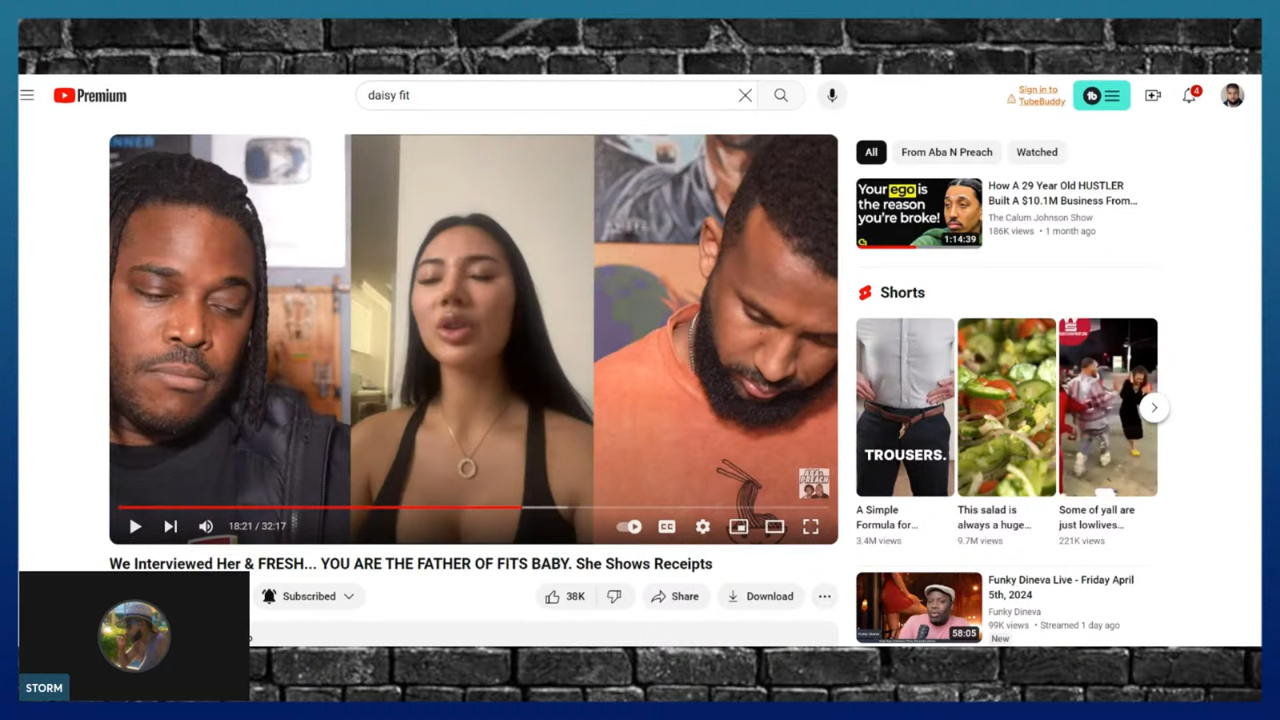 Premium
daisy fit
Sign in to
TubeBuddy
4
All
From Aba N Preach
Watched
Your ego is
the reason
you're broke!
1:14:39
How A 29 Year Old HUSTLER
Built A $10.1M Business From...
The Calum Johnson Show
186K views • 1 month ago
Shorts
TROUSERS.
A Simple
Formula for...
3.4M views
This salad is
always a huge...
9.7M views
Some of yall are
just lowlives...
221K views
PREACH
CC
18:21 / 32:17
We Interviewed Her & FRESH... YOU ARE THE FATHER OF FITS BABY. She Shows Receipts
Subscribed
38K
Share
Download
58:05
Funky Dineva Live - Friday April
5th, 2024
Funky Dineva
99K views • Streamed 1 day ago
New
STORM